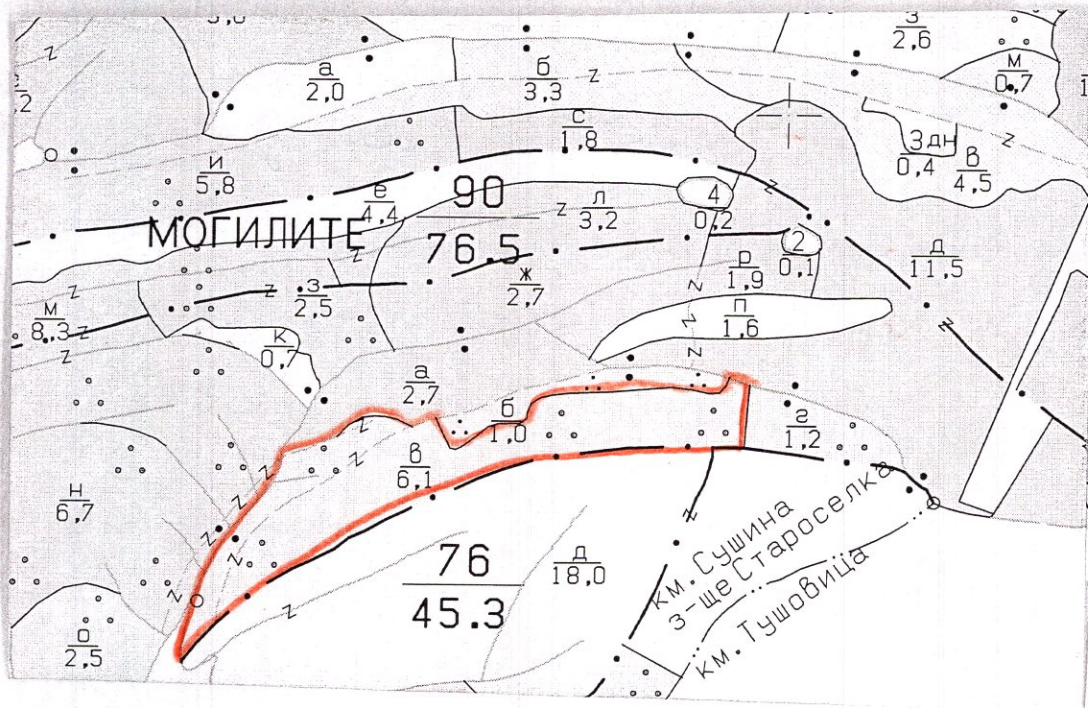 З
2,6
м
0,7
а
2,0
б
3,3
с
1,8
З дн
0,4
в
4,5
и
5,8
е
4,4
90
76.5
л
3,2
4
0,2
МОГИЛИТЕ
2
0,1
р
1,9
д
11,5
з
2,5
ж
2,7
м
8,3
п
1,6
к
0,7
а
2,7
б
1,0
г
1,2
в
6,1
н
6,7
76
45.3
д
18,0
км. Сушина
з-ще Староселка
км. Тушовица
о
2,5